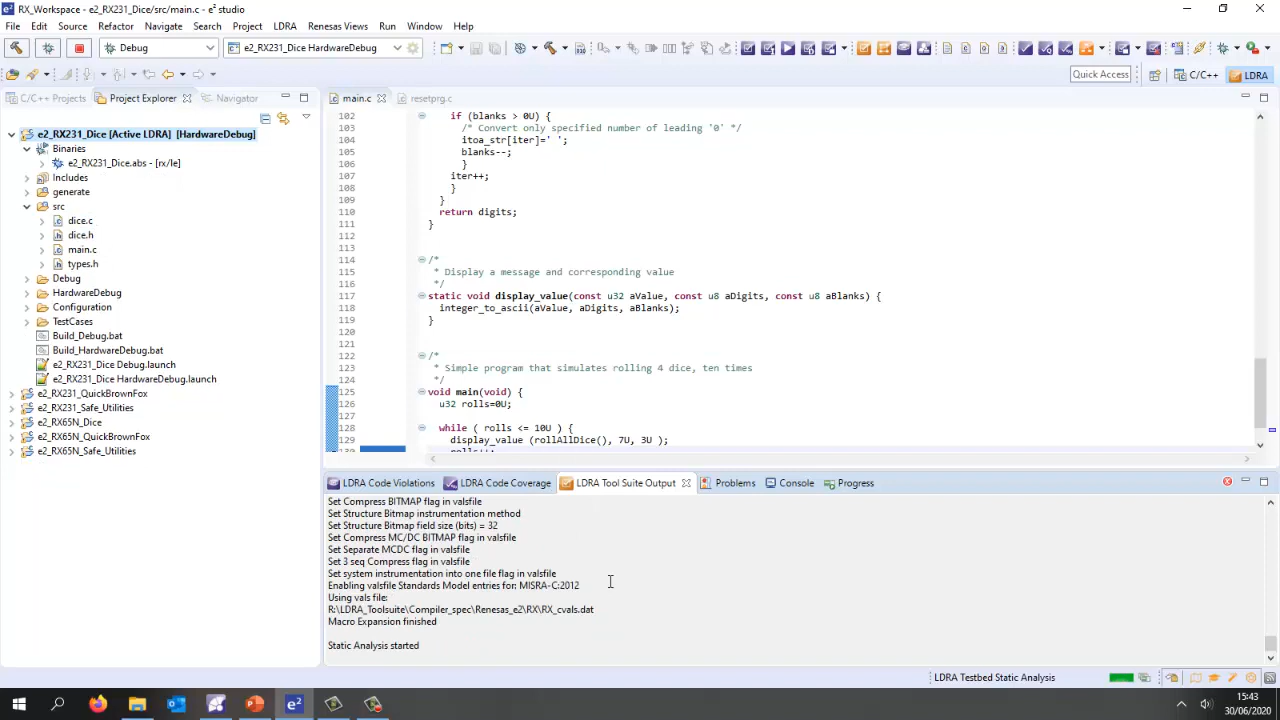 RX_Workspace - e2_RX231_Dice/src/main.c - e² studio
File Edit Source Refactor Navigate Search Project LDRA Renesas Views Run Window Help
Debug
e2_RX231_Dice HardwareDebug
Quick Access
C/C++
LDRA
C/C++ Projects
Project Explorer
Navigator
main.c
resetprg.c
e2_RX231_Dice [Active LDRA] [HardwareDebug]
Binaries
e2_RX231_Dice.abs - [rx/le]
Includes
generate
src
dice.c
dice.h
main.c
types.h
Debug
HardwareDebug
Configuration
TestCases
Build_Debug.bat
Build_HardwareDebug.bat
e2_RX231_Dice Debug.launch
e2_RX231_Dice HardwareDebug.launch
e2_RX231_QuickBrownFox
e2_RX231_Safe_Utilities
e2_RX65N_Dice
e2_RX65N_QuickBrownFox
e2_RX65N_Safe_Utilities
102 if (blanks > 0U) {
103 /* Convert only specified number of leading '0' */
104 itoa_str[iter]=' ';
105 blanks--;
106 }
107 iter++;
108 }
109 }
110 return digits;
111 }
112
113
114 /*
115 * Display a message and corresponding value
116 */
117 static void display_value(const u32 aValue, const u8 aDigits, const u8 aBlanks) {
118 integer_to_ascii(aValue, aDigits, aBlanks);
119 }
120
121
122 /*
123 * Simple program that simulates rolling 4 dice, ten times
124 */
125 void main(void) {
126 u32 rolls=0U;
127
128 while ( rolls <= 10U ) {
129 display_value (rollAllDice(), 7U, 3U );
130 rolls++;
LDRA Code Violations
LDRA Code Coverage
LDRA Tool Suite Output
Problems
Console
Progress
Set Compress BITMAP flag in valsfile
Set Structure Bitmap instrumentation method
Set Structure Bitmap field size (bits) = 32
Set Compress MC/DC BITMAP flag in valsfile
Set Separate MCDC flag in valsfile
Set 3 seq Compress flag in valsfile
Set system instrumentation into one file flag in valsfile
Enabling valsfile Standards Model entries for: MISRA-C:2012
Using vals file:
R:\LDRA_Toolsuite\Compiler_spec\Renesas_e2\RX\RX_cvals.dat
Macro Expansion finished
Static Analysis started
LDRA Testbed Static Analysis
15:43
30/06/2020